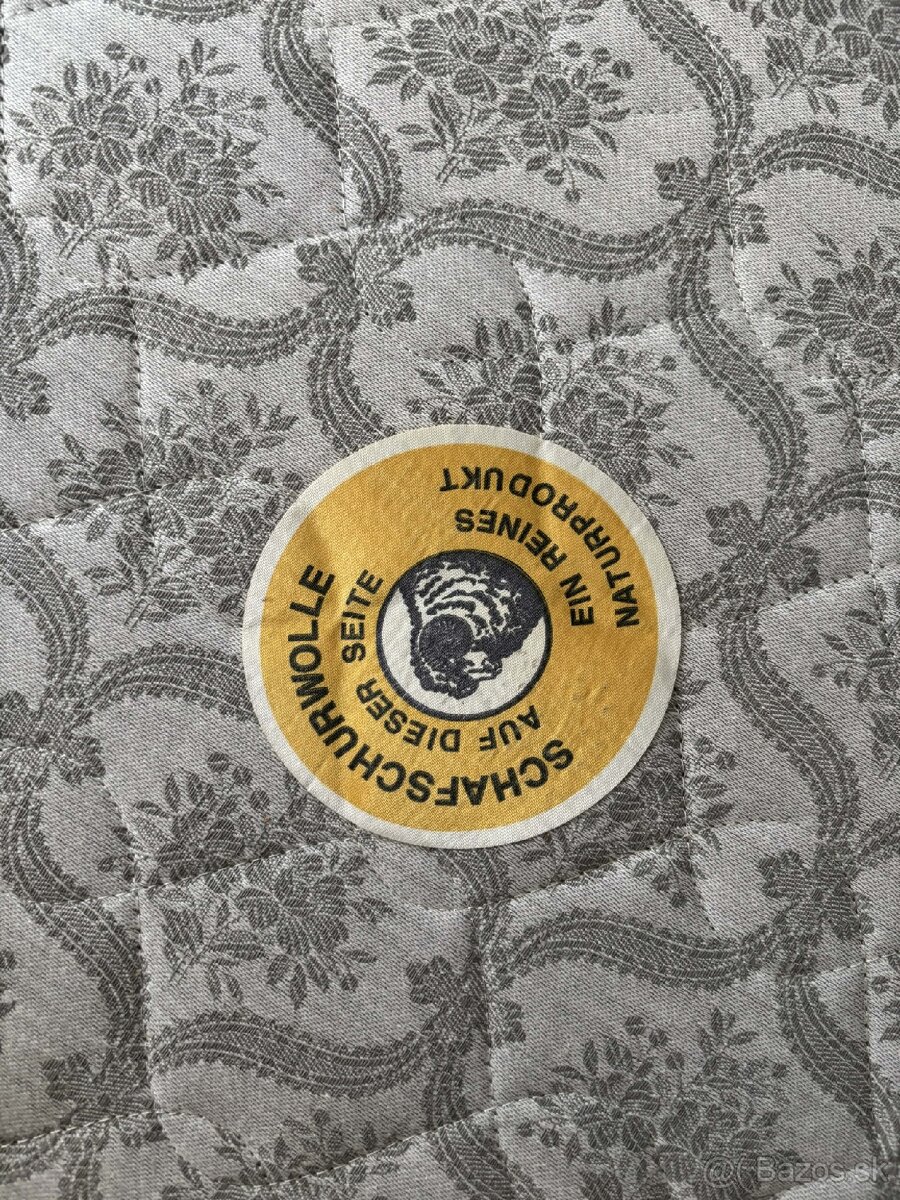 SCHAFSCHURWOLLE
AUF DIESER SEITE
EIN REINES
NATURPRODUKT
@( Bazos.sk